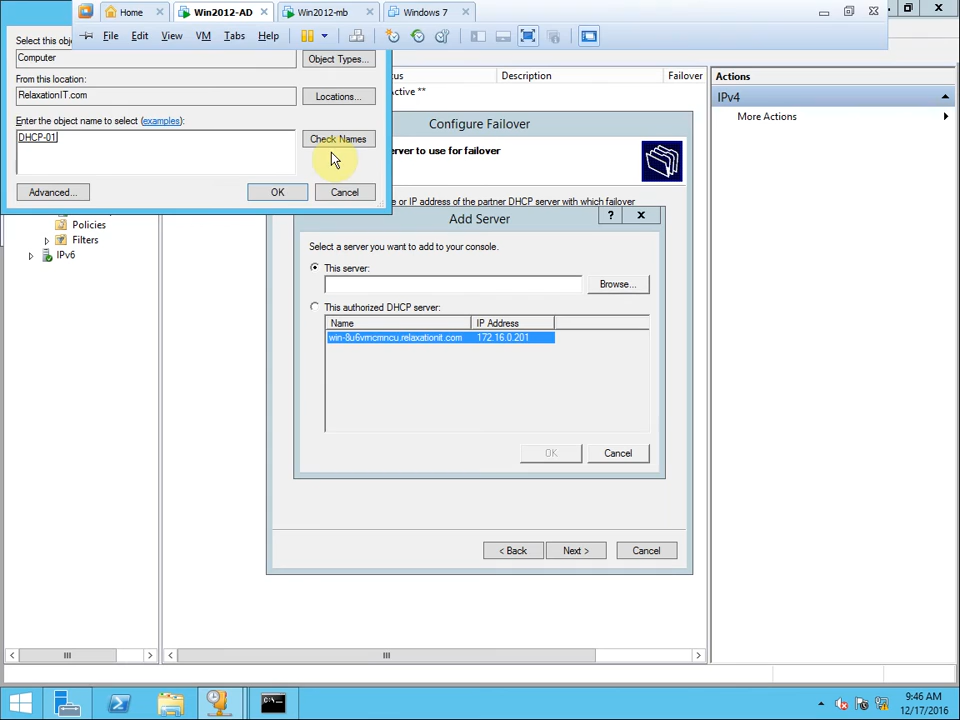 Home
Win2012-AD
Win2012-mb
Windows 7
File Edit View VM Tabs Help
Select this obje
Computer
Object Types...
From this location:
RelaxationIT.com
Locations...
Enter the object name to select (examples):
DHCP-01
Check Names
Advanced...
OK
Cancel
Description
Failover
ctive **
Actions
IPv4
More Actions
Policies
Filters
IPv6
Configure Failover
erver to use for failover
e or IP address of the partner DHCP server with which failover
Add Server
?
Select a server you want to add to your console.
This server:
Browse...
This authorized DHCP server:
Name
IP Address
win-8u6vmcmncu.relaxationit.com
172.16.0.201
OK
Cancel
< Back
Next >
Cancel
9:46 AM
12/17/2016